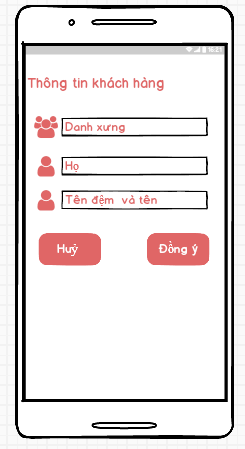 Thông tin khách hàng
Danh xưng
Họ
Tên đệm và tên
Huỷ
Đồng ý